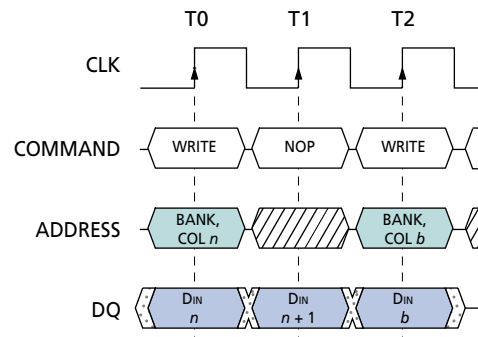 T0 T1 T2
CLK
COMMAND WRITE NOP WRITE
ADDRESS BANK, COL n BANK, COL b
DQ DIN n DIN n + 1 DIN b